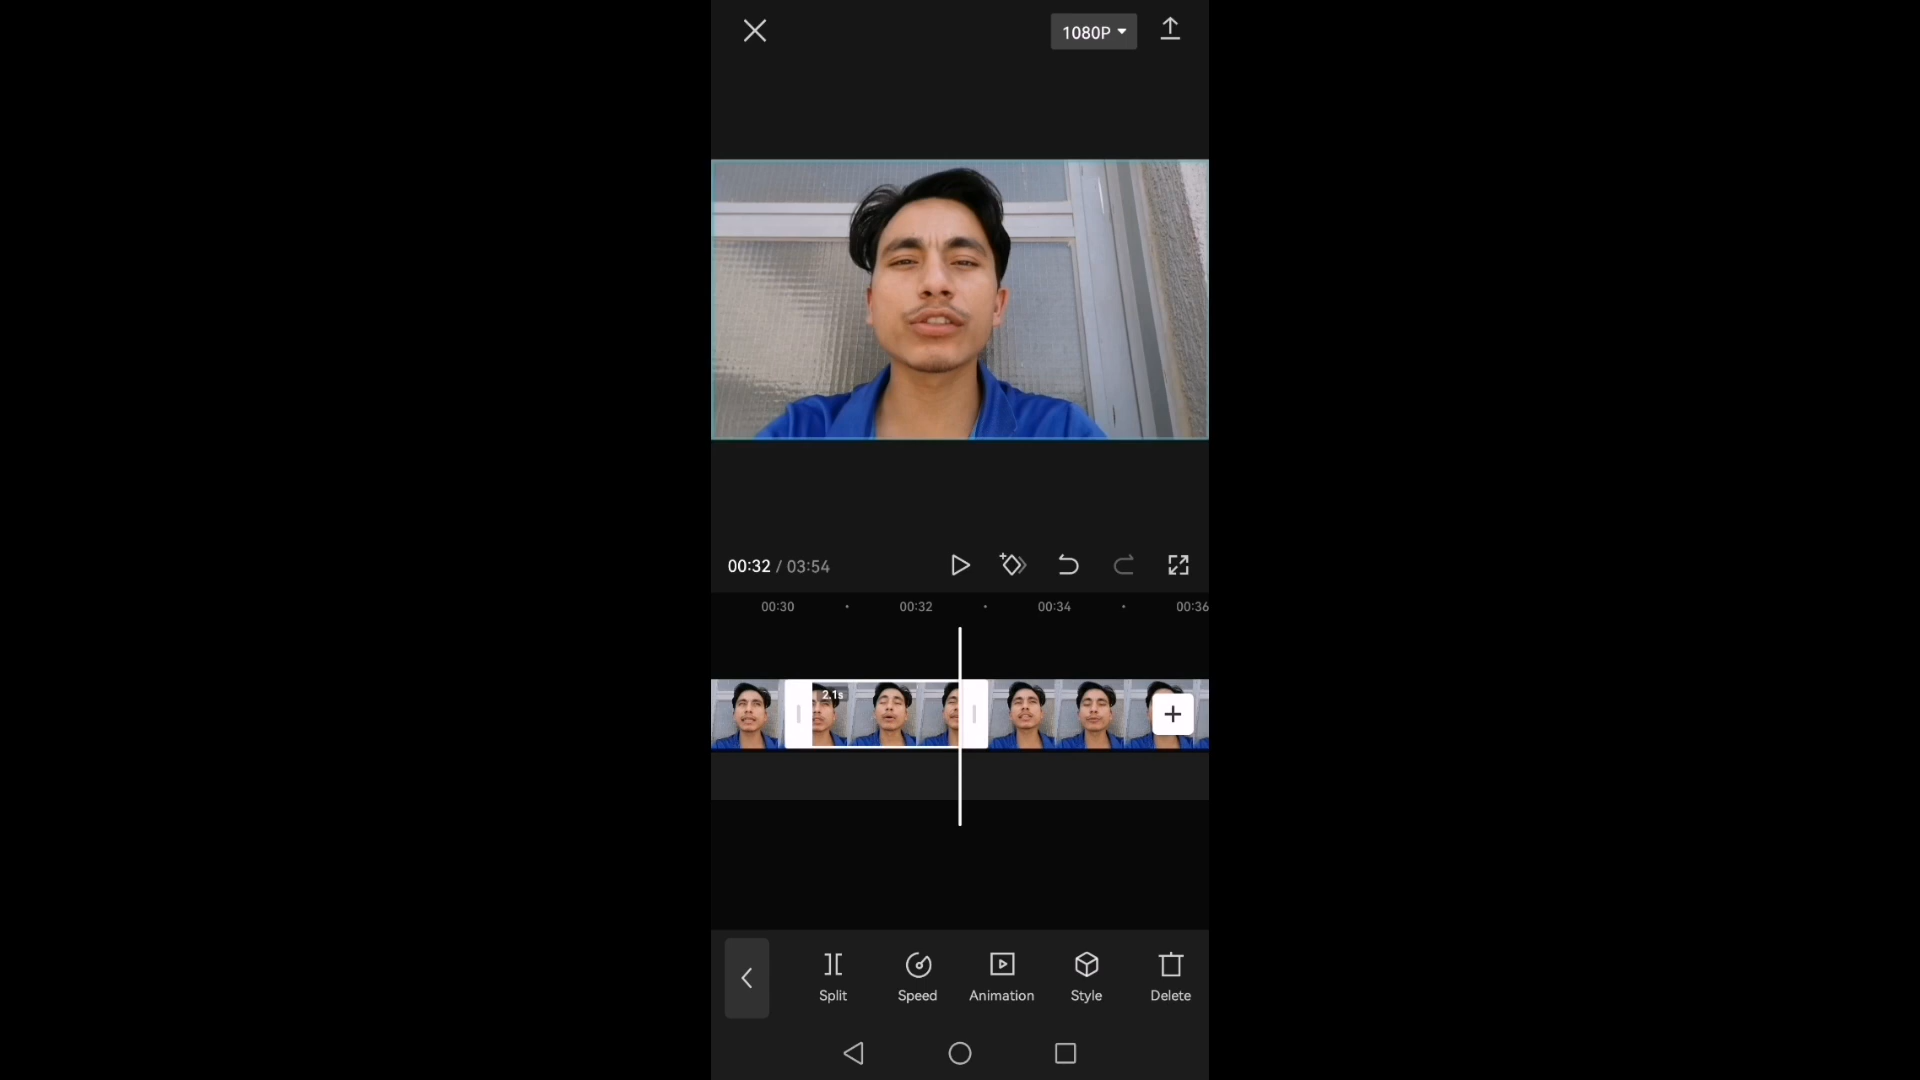 1080P
00:32 / 03:54
00:30 00:32 00:34 00:36
2.1s
Split Speed Animation Style Delete